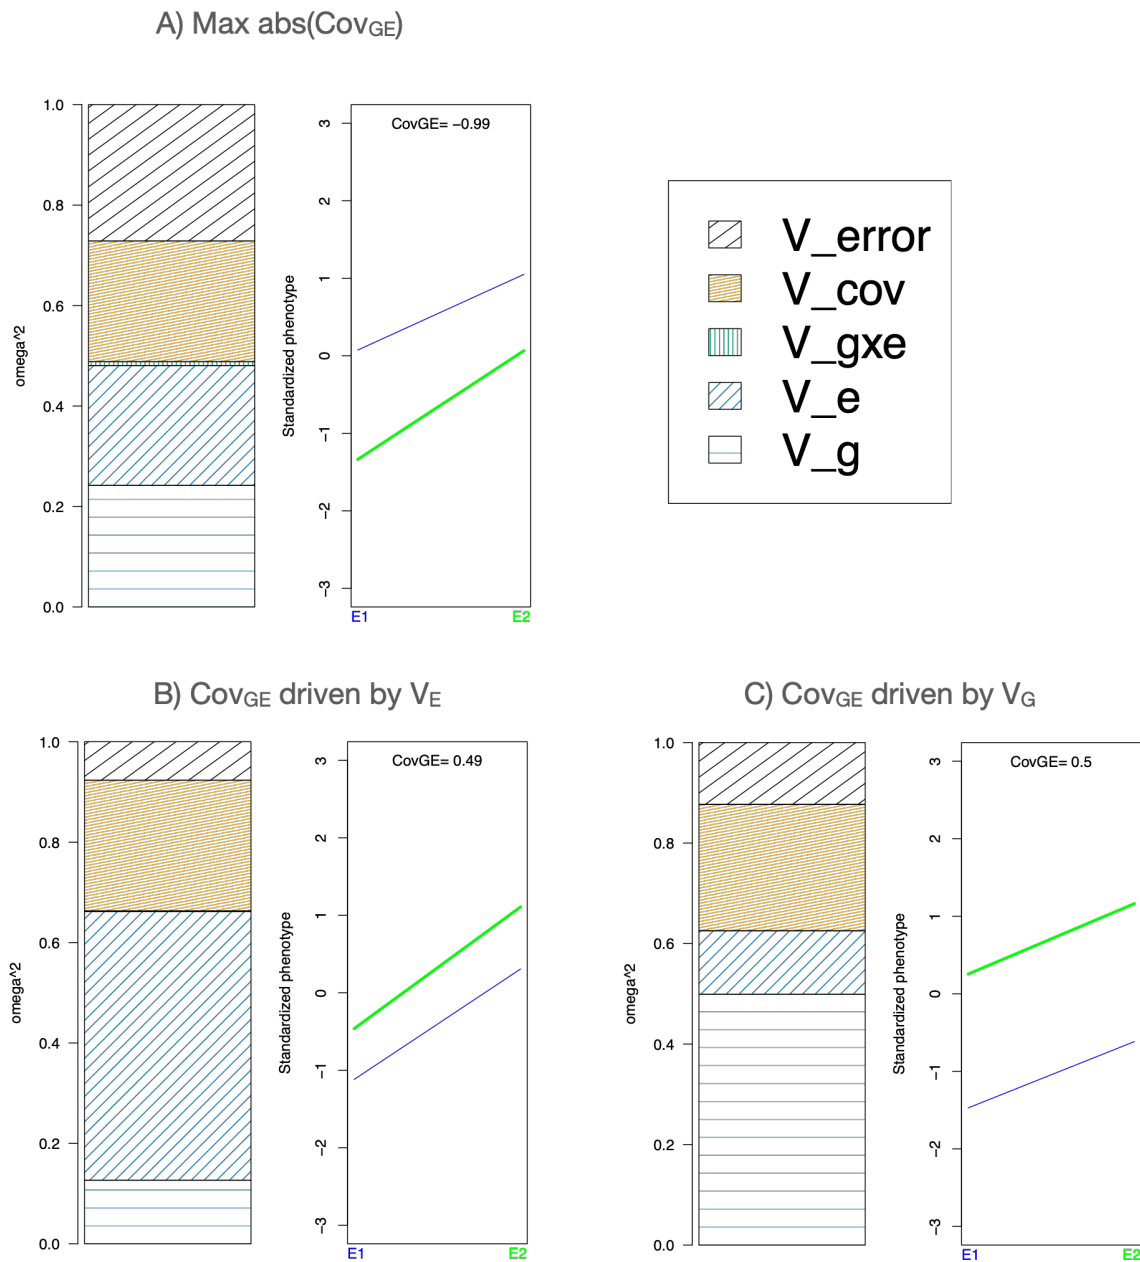 A) Max abs(CovGE)
1.0
0.8
0.6
0.4
0.2
0.0
omega^2
CovGE= −0.99
3
2
1
0
−1
−2
−3
Standardized phenotype
E1 E2
V_error
V_cov
V_gxe
V_e
V_g
B) CovGE driven by VE
1.0
0.8
0.6
0.4
0.2
0.0
omega^2
CovGE= 0.49
3
2
1
0
−1
−2
−3
Standardized phenotype
E1 E2
C) CovGE driven by VG
1.0
0.8
0.6
0.4
0.2
0.0
omega^2
CovGE= 0.5
3
2
1
0
−1
−2
−3
Standardized phenotype
E1 E2